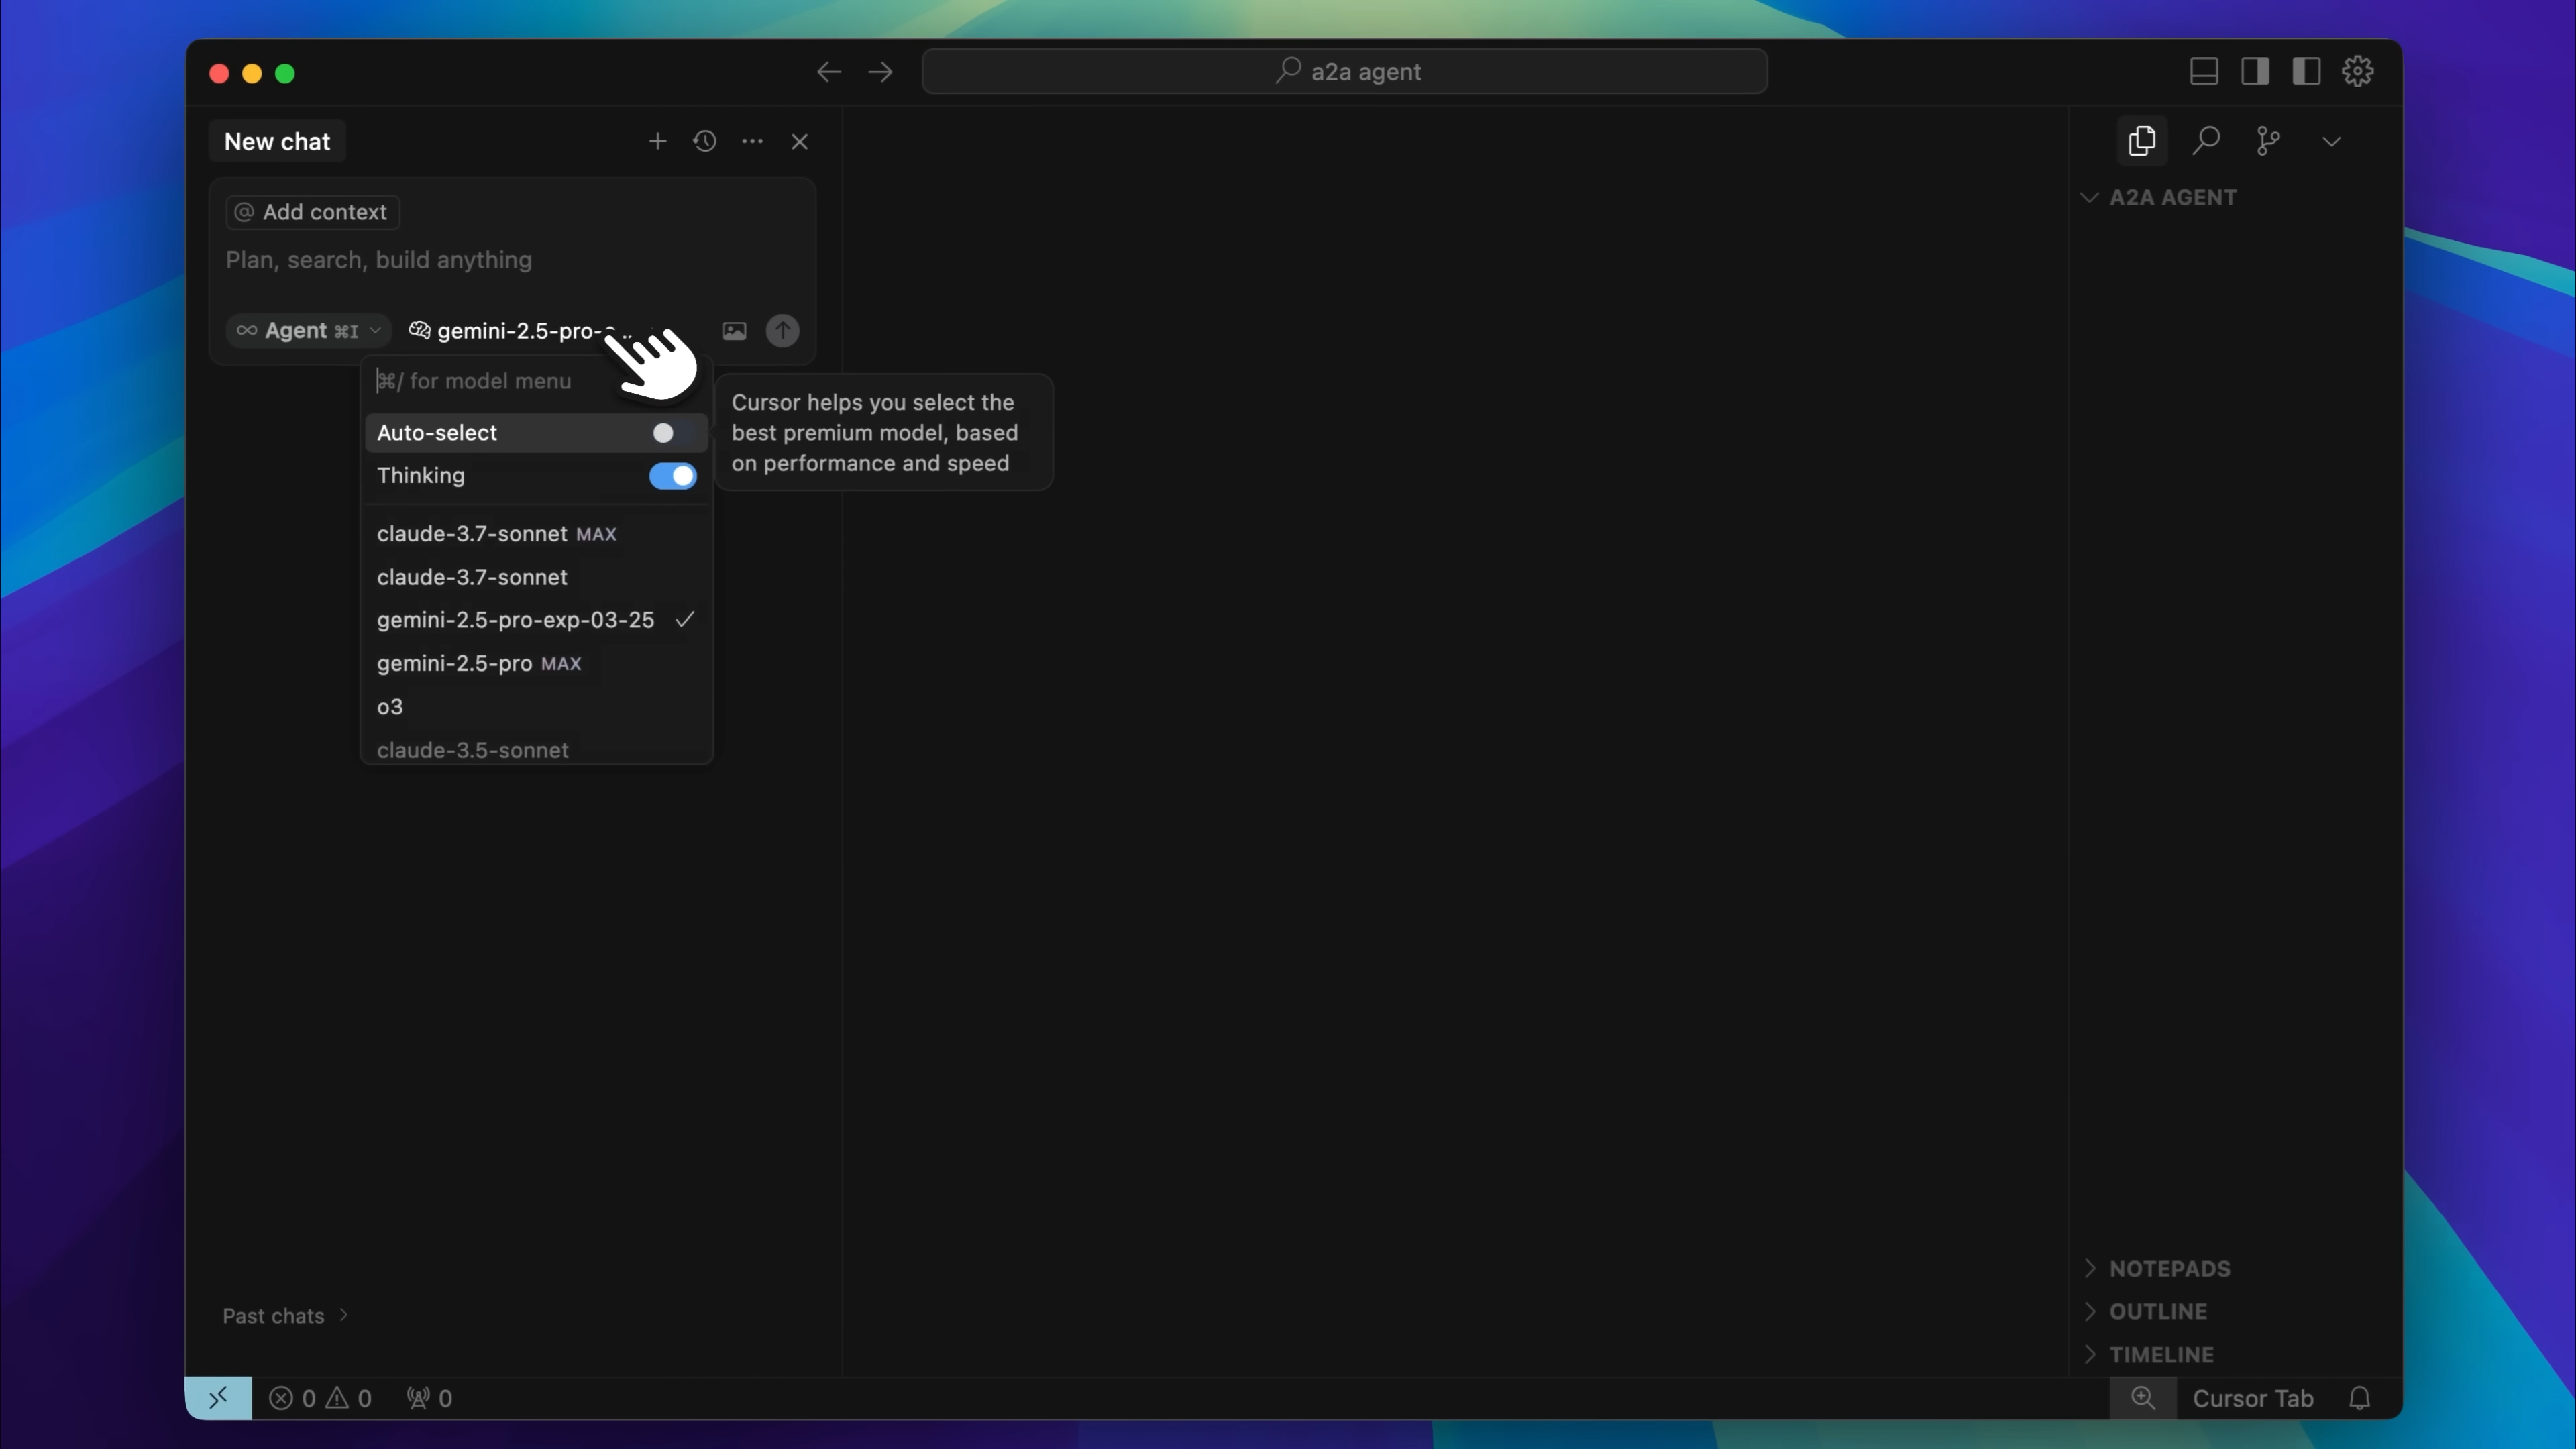 a2a agent
New chat
@ Add context
Plan, search, build anything
Agent ⌘I
gemini-2.5-pro-
⌘/ for model menu
Auto-select
Thinking
claude-3.7-sonnet MAX
claude-3.7-sonnet
gemini-2.5-pro-exp-03-25
gemini-2.5-pro MAX
o3
claude-3.5-sonnet
Cursor helps you select the
best premium model, based
on performance and speed
A2A AGENT
NOTEPADS
OUTLINE
TIMELINE
Past chats
0 0 0
Cursor Tab